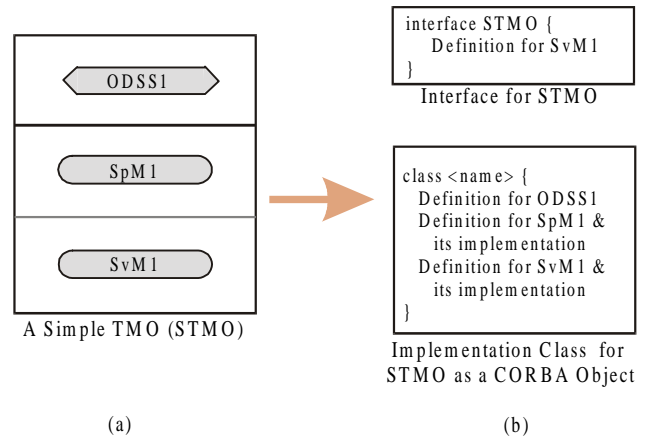 ODSS1
SpM1
SvM1
A Simple TMO (STMO)
(a)
interface STMO {
Definition for SvM1
}
Interface for STMO
class <name> {
Definition for ODSS1
Definition for SpM1 &
its implementation
Definition for SvM1 &
its implementation
}
Implementation Class for
STMO as a CORBA Object
(b)